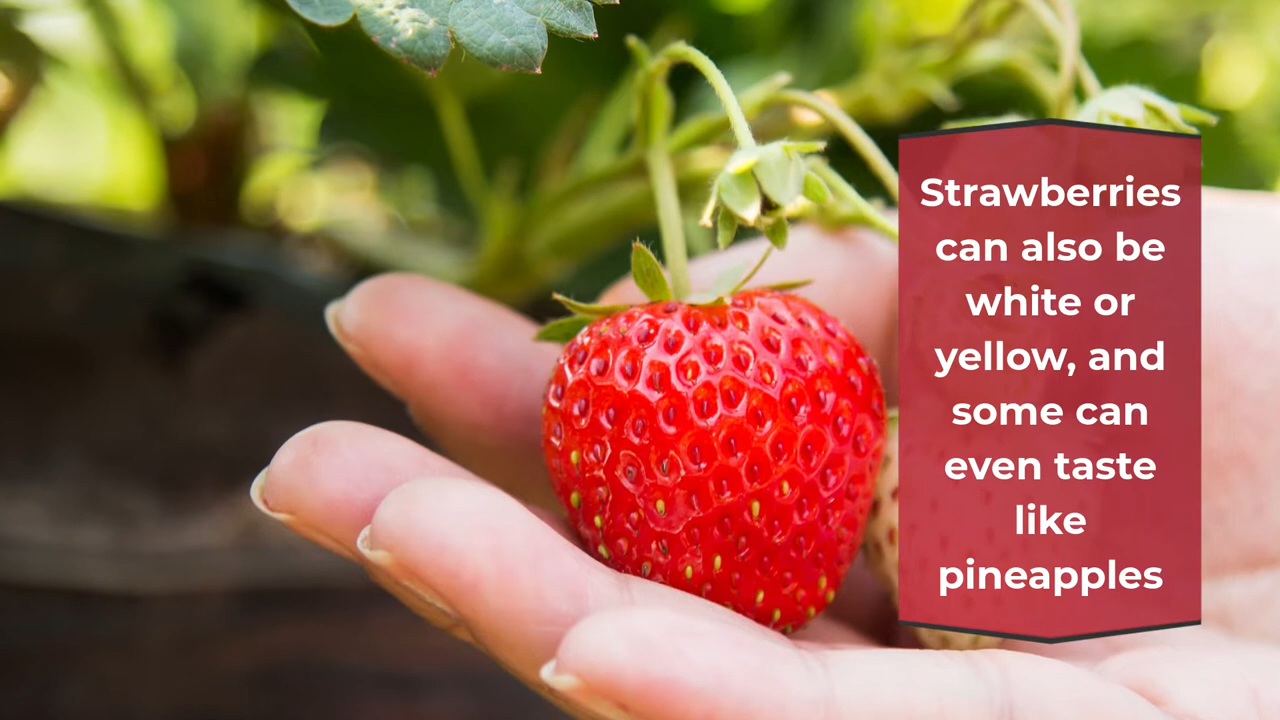 Strawberries
can also be
white or
yellow, and
some can
even taste
like
pineapples